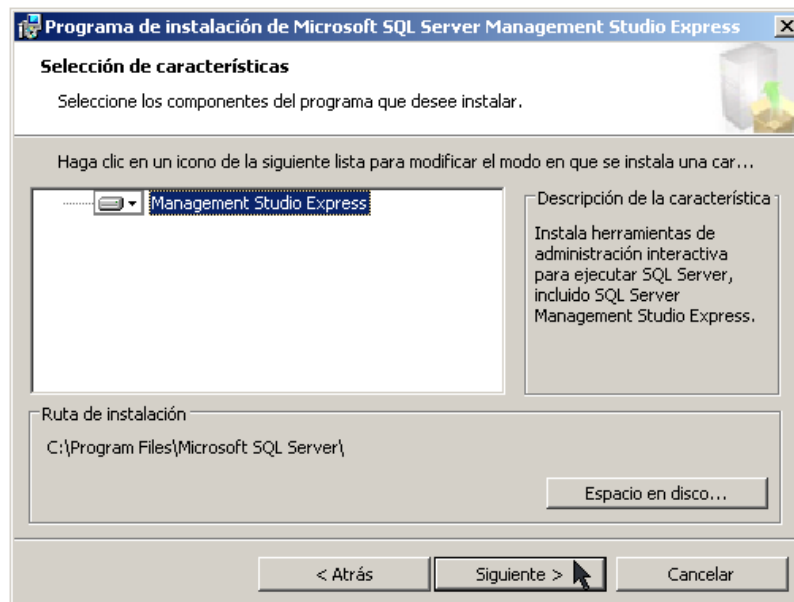 Programa de instalación de Microsoft SQL Server Management Studio Express
Selección de características
Seleccione los componentes del programa que desee instalar.
Haga clic en un icono de la siguiente lista para modificar el modo en que se instala una car...
Management Studio Express
Descripción de la característica
Instala herramientas de
administración interactiva
para ejecutar SQL Server,
incluido SQL Server
Management Studio Express.
Ruta de instalación
C:\Program Files\Microsoft SQL Server\
Espacio en disco...
< Atrás
Siguiente >
Cancelar